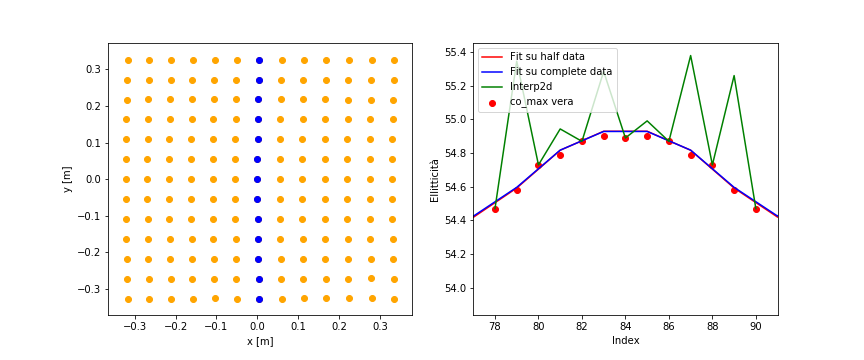 0.3
0.2
0.1
0.0
−0.1
−0.2
−0.3
y [m]
−0.3 −0.2 −0.1 0.0 0.1 0.2 0.3
x [m]
55.4
55.2
55.0
54.8
54.6
54.4
54.2
54.0
Ellitticità
Fit su half data
Fit su complete data
Interp2d
co_max vera
78 80 82 84 86 88 90
Index